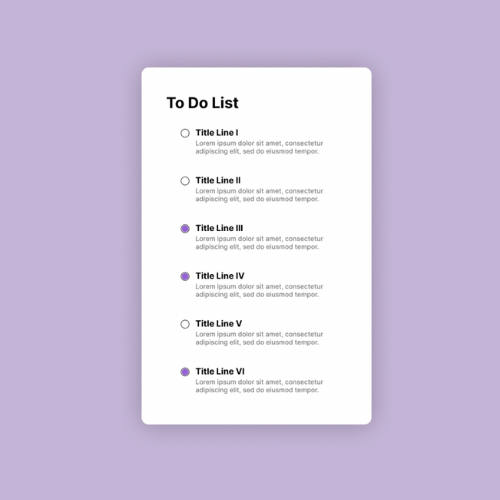 To Do List
Title Line I
Lorem ipsum dolor sit amet, consectetur
adipiscing elit, sed do eiusmod tempor.
Title Line II
Lorem ipsum dolor sit amet, consectetur
adipiscing elit, sed do eiusmod tempor.
Title Line III
Lorem ipsum dolor sit amet, consectetur
adipiscing elit, sed do eiusmod tempor.
Title Line IV
Lorem ipsum dolor sit amet, consectetur
adipiscing elit, sed do eiusmod tempor.
Title Line V
Lorem ipsum dolor sit amet, consectetur
adipiscing elit, sed do eiusmod tempor.
Title Line VI
Lorem ipsum dolor sit amet, consectetur
adipiscing elit, sed do eiusmod tempor.